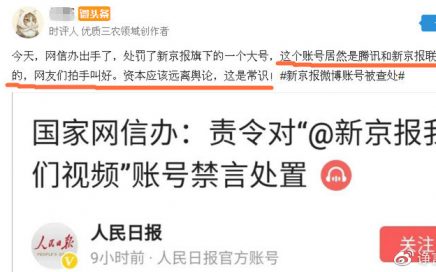 微头条
时评人 优质三农领域创作者
今天，网信办出手了，处罚了新京报旗下的一个大号，这个账号居然是腾讯和新京报联
的，网友们拍手叫好。资本应该远离舆论，这是常识！ #新京报微博账号被查处#
国家网信办：责令对“@新京报我
们视频”账号禁言处置
人民日报
人民日报
9小时前 · 人民日报官方账号
关注